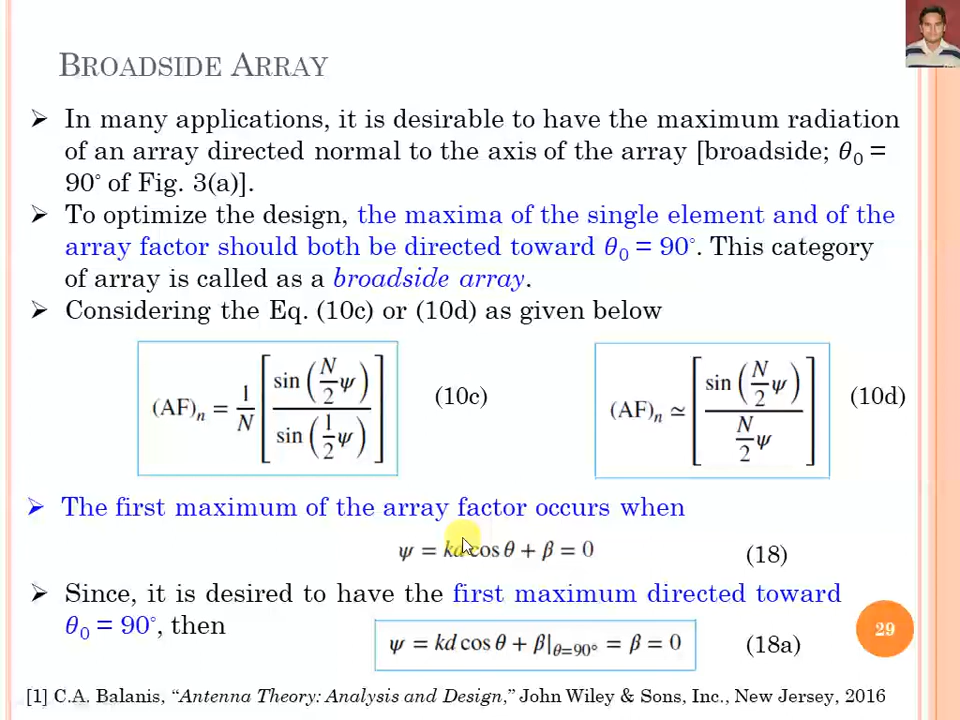 BROADSIDE ARRAY
➢ In many applications, it is desirable to have the maximum radiation
of an array directed normal to the axis of the array [broadside; θ₀ =
90° of Fig. 3(a)].
➢ To optimize the design, the maxima of the single element and of the
array factor should both be directed toward θ₀ = 90°. This category
of array is called as a broadside array.
➢ Considering the Eq. (10c) or (10d) as given below
(AF)ₙ = 1/N [ sin (N/2 ψ) / sin (1/2 ψ) ] (10c)
(AF)ₙ ≃ [ sin (N/2 ψ) / N/2 ψ ] (10d)
➢ The first maximum of the array factor occurs when
ψ = kd cos θ + β = 0 (18)
➢ Since, it is desired to have the first maximum directed toward
θ₀ = 90°, then
ψ = kd cos θ + β|θ=90° = β = 0 (18a)
29
[1] C.A. Balanis, “Antenna Theory: Analysis and Design,” John Wiley & Sons, Inc., New Jersey, 2016